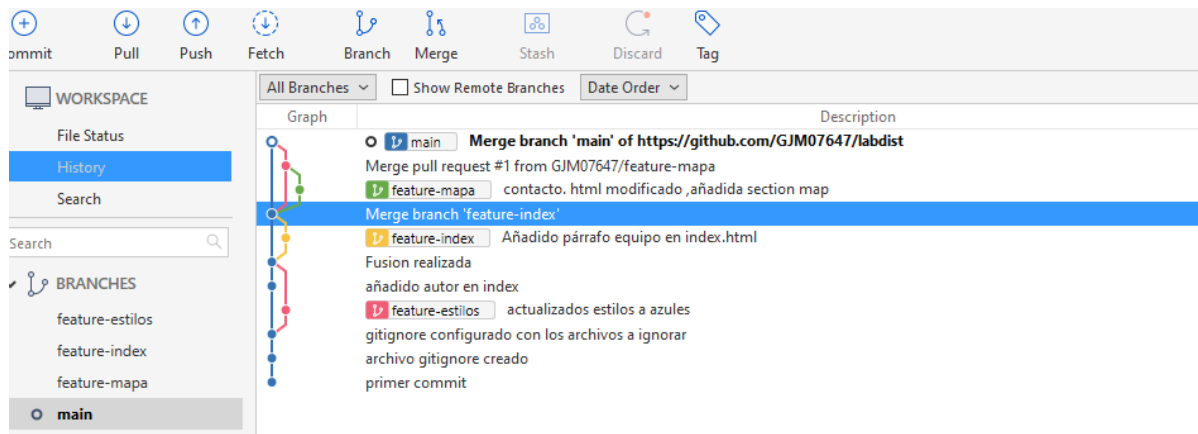 ommit Pull Push Fetch Branch Merge Stash Discard Tag
WORKSPACE
File Status
History
Search
Search
BRANCHES
feature-estilos
feature-index
feature-mapa
main
All Branches Show Remote Branches Date Order
Graph Description
main Merge branch 'main' of https://github.com/GJM07647/labdist
Merge pull request #1 from GJM07647/feature-mapa
feature-mapa contacto. html modificado ,añadida section map
Merge branch 'feature-index'
feature-index Añadido párrafo equipo en index.html
Fusion realizada
añadido autor en index
feature-estilos actualizados estilos a azules
gitignore configurado con los archivos a ignorar
archivo gitignore creado
primer commit